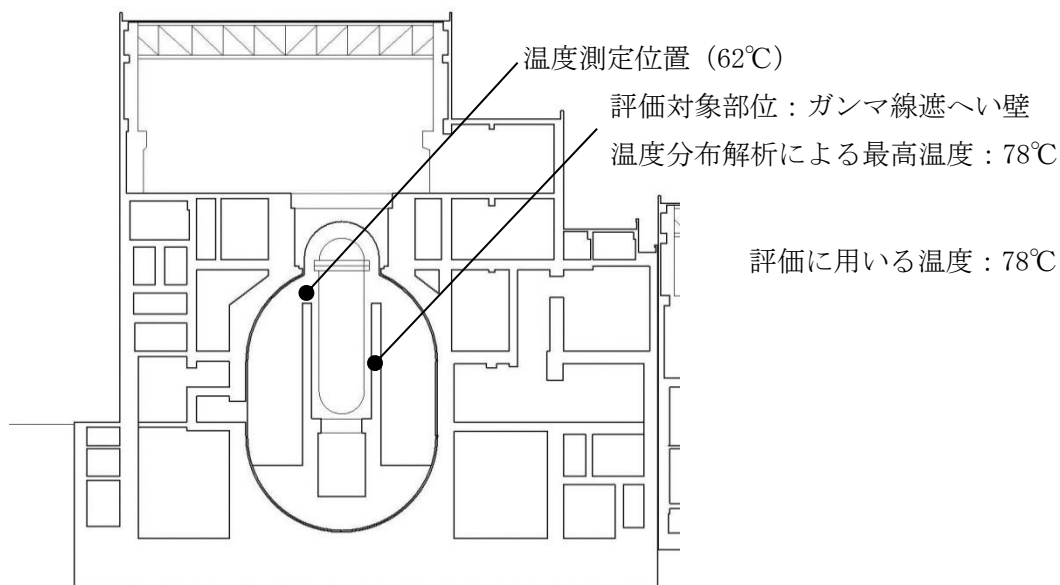 温度測定位置（62℃）
評価対象部位：ガンマ線遮へい壁
温度分布解析による最高温度：78℃
評価に用いる温度：78℃